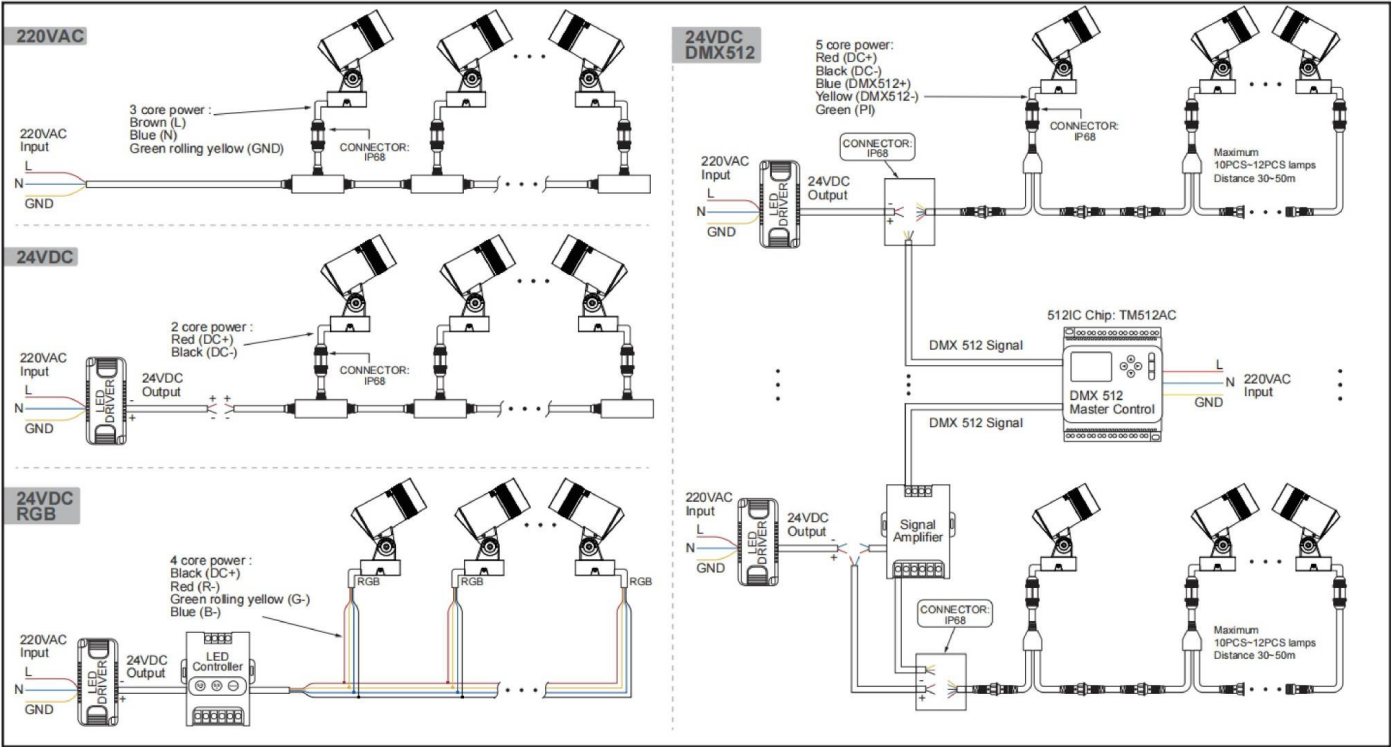 220VAC
3 core power :
Brown (L)
Blue (N)
Green rolling yellow (GND)
CONNECTOR:
IP68
220VAC
Input
L
N
GND
24VDC
2 core power :
Red (DC+)
Black (DC-)
CONNECTOR:
IP68
220VAC
Input
L
N
GND
LED
DRIVER
-
+
24VDC
Output
+ +
- -
24VDC
RGB
4 core power :
Black (DC+)
Red (R-)
Green rolling yellow (G-)
Blue (B-)
RGB
RGB
RGB
220VAC
Input
L
N
GND
LED
DRIVER
-
+
24VDC
Output
LED
Controller
24VDC
DMX512
5 core power:
Red (DC+)
Black (DC-)
Blue (DMX512+)
Yellow (DMX512-)
Green (PI)
CONNECTOR:
IP68
CONNECTOR:
IP68
Maximum
10PCS~12PCS lamps
Distance 30~50m
220VAC
Input
L
N
GND
LED
DRIVER
24VDC
Output
-
+
512IC Chip: TM512AC
DMX 512 Signal
DMX 512
Master Control
L
N
GND
220VAC
Input
DMX 512 Signal
220VAC
Input
L
N
GND
LED
DRIVER
24VDC
Output
-
+
Signal
Amplifier
CONNECTOR:
IP68
-
+
Maximum
10PCS~12PCS lamps
Distance 30~50m